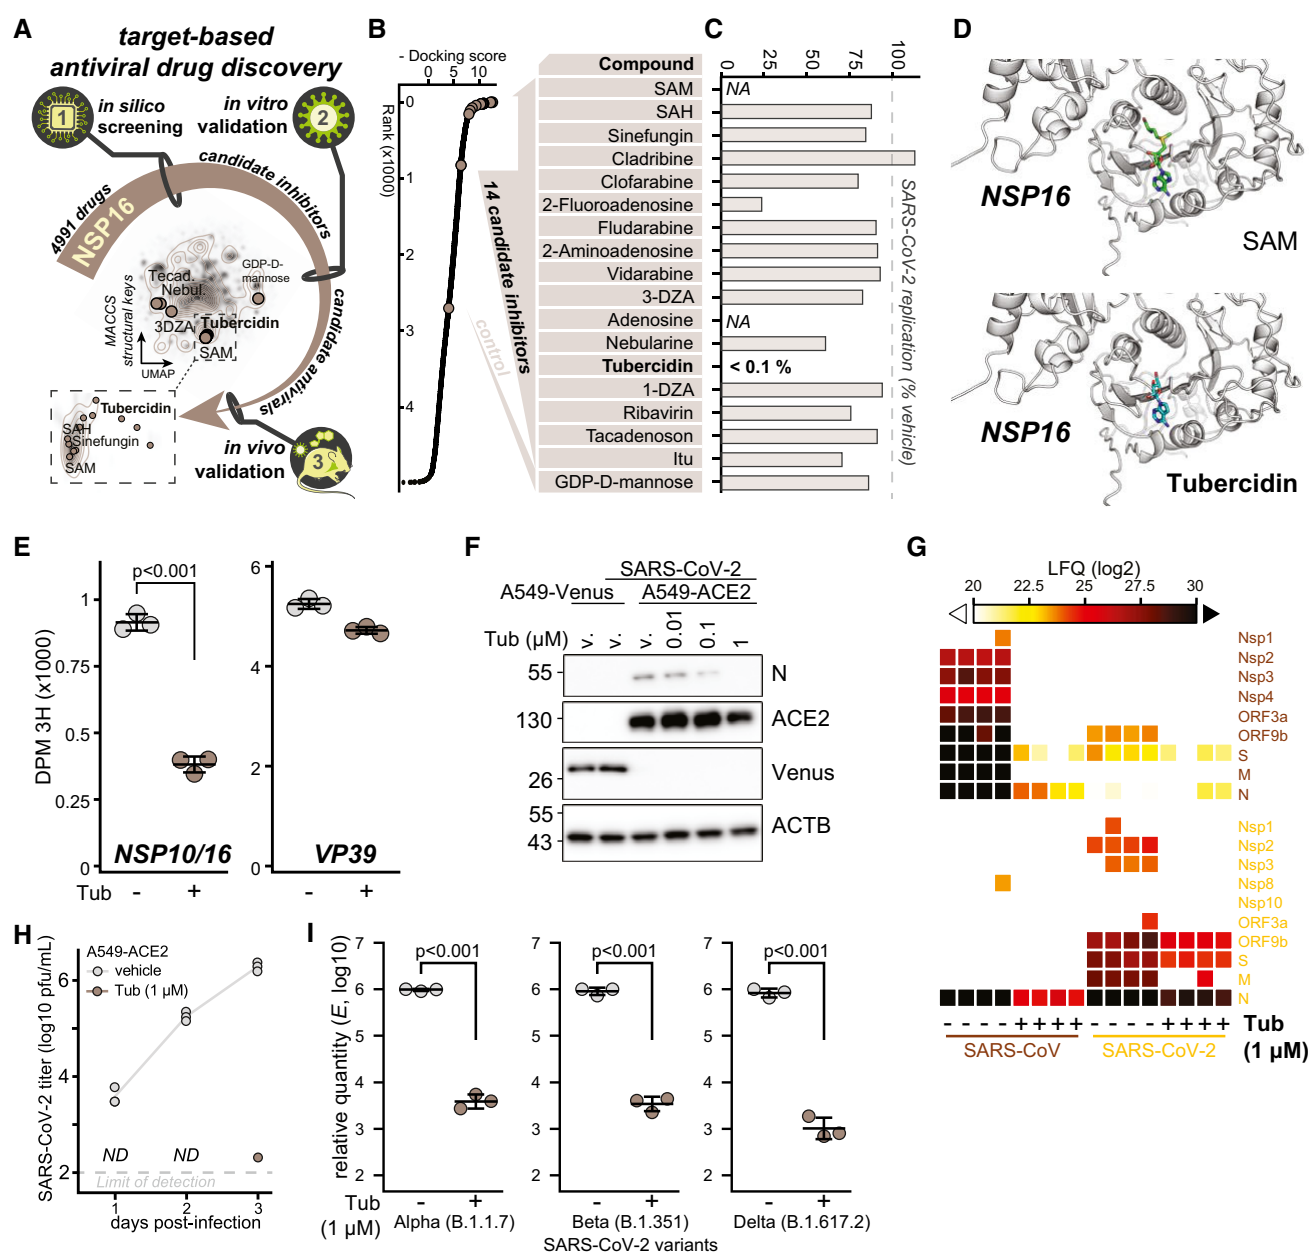 A
target-based
antiviral drug discovery
1
in silico
screening
in vitro
validation
2
candidate inhibitors
4991 drugs
NSP16
Tecad.
Nebul.
GDP-D-
mannose
3DZA
Tubercidin
SAM
MACCS
structural keys
UMAP
candidate antivirals
Tubercidin
SAH
Sinefungin
SAM
in vivo
validation
3
B
- Docking score
0 5 10
Rank (x1000)
0
1
2
3
4
14 candidate inhibitors
control
Compound
SAM
SAH
Sinefungin
Cladribine
Clofarabine
2-Fluoroadenosine
Fludarabine
2-Aminoadenosine
Vidarabine
3-DZA
Adenosine
Nebularine
Tubercidin
1-DZA
Ribavirin
Tacadenoson
Itu
GDP-D-mannose
C
0 25 50 75 100
NA
NA
< 0.1 %
SARS-CoV-2 replication (% vehicle)
D
NSP16
SAM
NSP16
Tubercidin
E
DPM 3H (x1000)
1
0.75
0.5
0.25
0
p<0.001
NSP10/16
6
4
2
0
VP39
Tub - + - +
F
SARS-CoV-2
A549-Venus A549-ACE2
Tub (µM) v. v. v. 0.01 0.1 1
55 N
130 ACE2
26 Venus
55
43 ACTB
G
LFQ (log2)
20 22.5 25 27.5 30
Nsp1
Nsp2
Nsp3
Nsp4
ORF3a
ORF9b
S
M
N
Nsp1
Nsp2
Nsp3
Nsp8
Nsp10
ORF3a
ORF9b
S
M
N
- - - - + + + + - - - - + + + + Tub
SARS-CoV SARS-CoV-2 (1 µM)
H
SARS-CoV-2 titer (log10 pfu/mL)
A549-ACE2
vehicle
Tub (1 µM)
6
4
2
ND ND
Limit of detection
1 2 3
days post-infection
I
relative quantity (E, log10)
7
6
5
4
3
2
p<0.001
7
6
5
4
3
2
p<0.001
7
6
5
4
3
2
p<0.001
Tub - + - + - +
(1 µM) Alpha (B.1.1.7) Beta (B.1.351) Delta (B.1.617.2)
SARS-CoV-2 variants